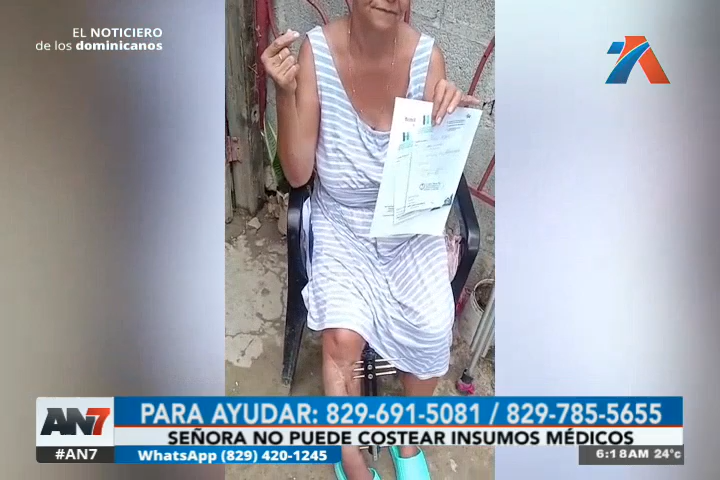 EL NOTICIERO
de los dominicanos
AN7
PARA AYUDAR: 829-691-5081 / 829-785-5655
SEÑORA NO PUEDE COSTEAR INSUMOS MÉDICOS
#AN7
WhatsApp (829) 420-1245
6:18AM 24°c